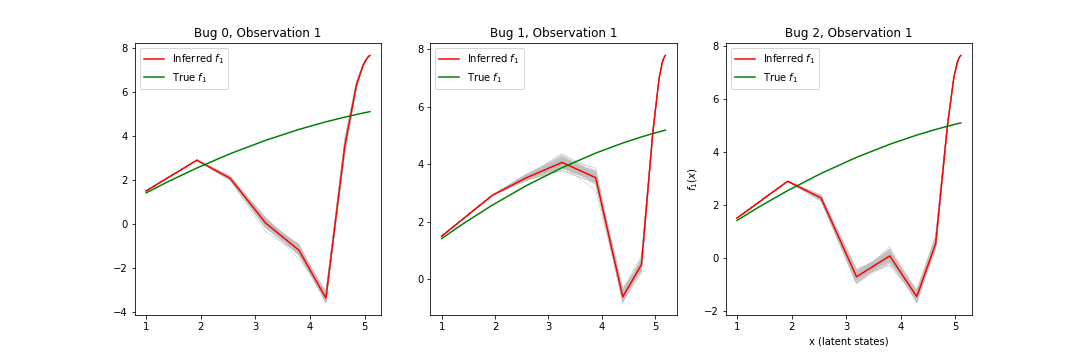 Bug 0, Observation 1
Inferred f₁
True f₁
8
6
4
2
0
−2
−4
1 2 3 4 5
Bug 1, Observation 1
Inferred f₁
True f₁
8
6
4
2
0
1 2 3 4 5
Bug 2, Observation 1
Inferred f₁
True f₁
f₁(x)
8
6
4
2
0
−2
1 2 3 4 5
x (latent states)